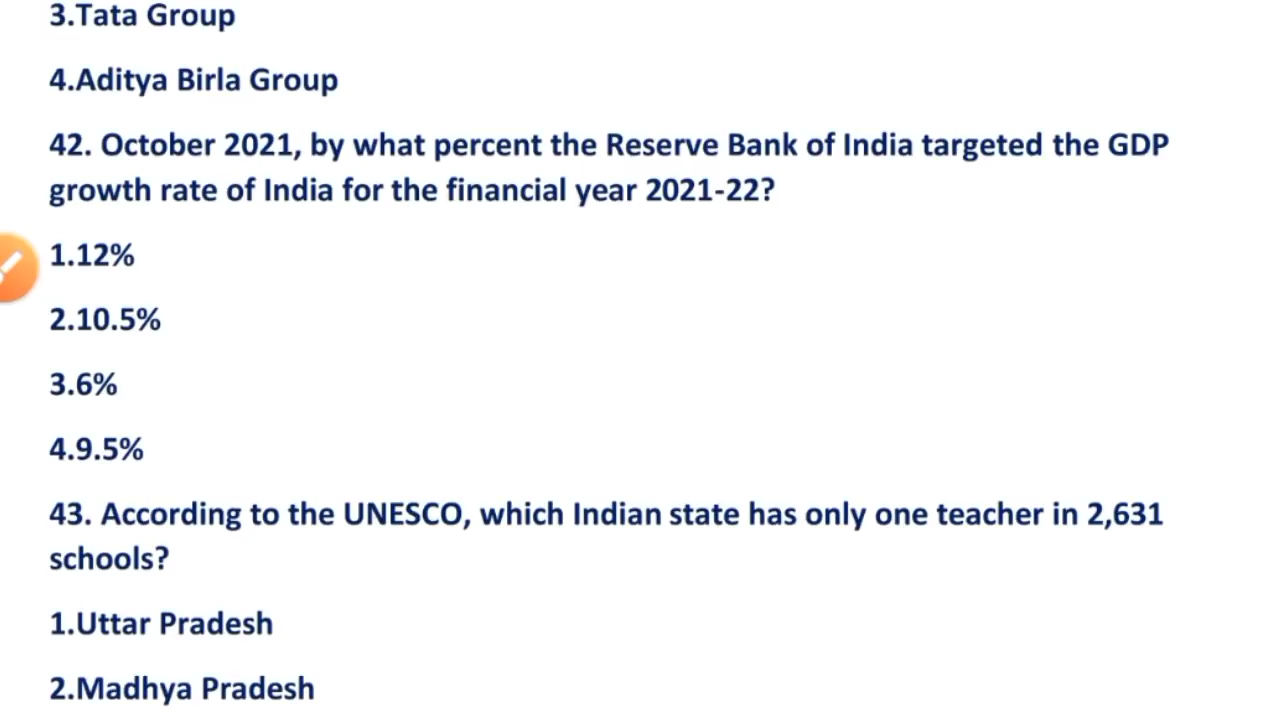 3.Tata Group
4.Aditya Birla Group
42. October 2021, by what percent the Reserve Bank of India targeted the GDP
growth rate of India for the financial year 2021-22?
1.12%
2.10.5%
3.6%
4.9.5%
43. According to the UNESCO, which Indian state has only one teacher in 2,631
schools?
1.Uttar Pradesh
2.Madhya Pradesh